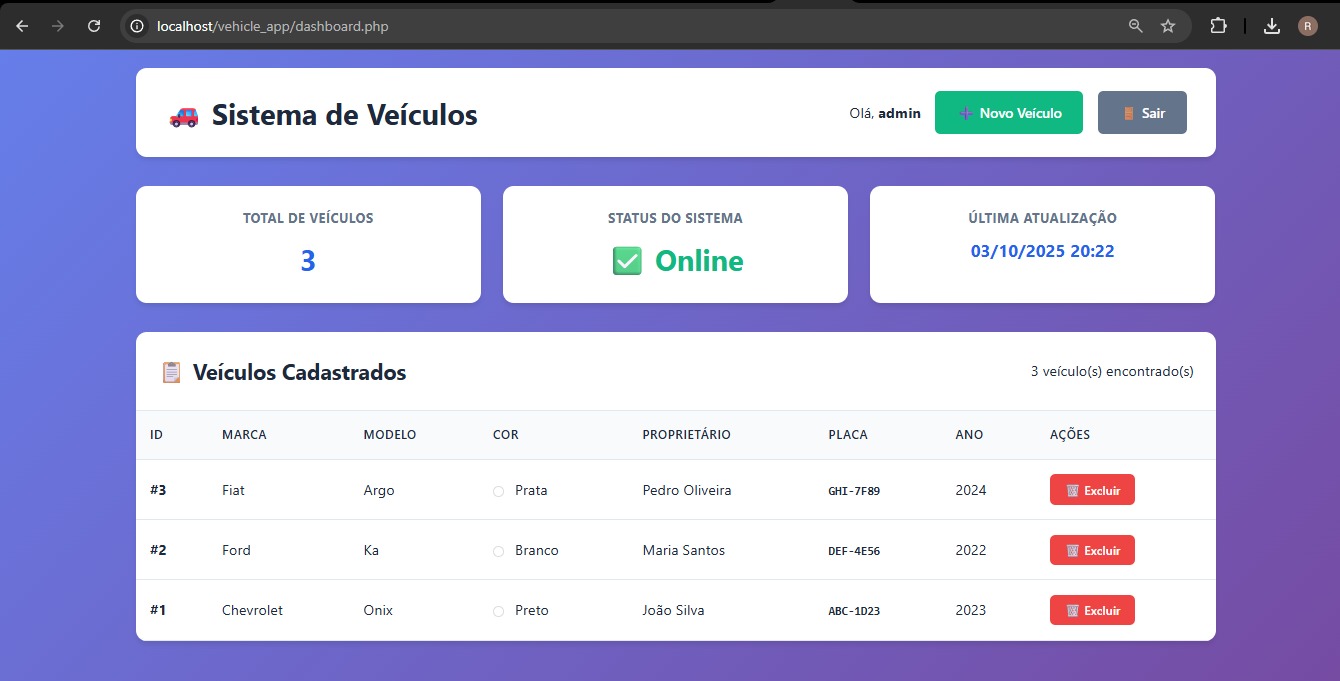 localhost/vehicle_app/dashboard.php
R
Sistema de Veículos
Olá, admin
Novo Veículo
Sair
TOTAL DE VEÍCULOS
3
STATUS DO SISTEMA
Online
ÚLTIMA ATUALIZAÇÃO
03/10/2025 20:22
Veículos Cadastrados
3 veículo(s) encontrado(s)
ID MARCA MODELO COR PROPRIETÁRIO PLACA ANO AÇÕES
#3 Fiat Argo Prata Pedro Oliveira GHI-7F89 2024 Excluir
#2 Ford Ka Branco Maria Santos DEF-4E56 2022 Excluir
#1 Chevrolet Onix Preto João Silva ABC-1D23 2023 Excluir